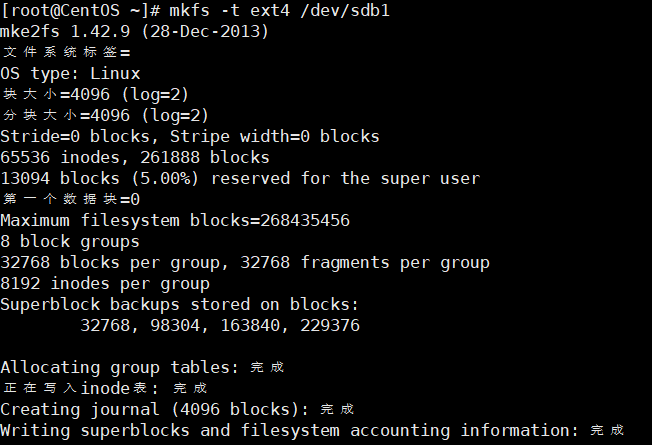 [root@CentOS ~]# mkfs -t ext4 /dev/sdb1
mke2fs 1.42.9 (28-Dec-2013)
文件系统标签=
OS type: Linux
块大小=4096 (log=2)
分块大小=4096 (log=2)
Stride=0 blocks, Stripe width=0 blocks
65536 inodes, 261888 blocks
13094 blocks (5.00%) reserved for the super user
第一个数据块=0
Maximum filesystem blocks=268435456
8 block groups
32768 blocks per group, 32768 fragments per group
8192 inodes per group
Superblock backups stored on blocks:
        32768, 98304, 163840, 229376
Allocating group tables: 完成
正在写入inode表: 完成
Creating journal (4096 blocks): 完成
Writing superblocks and filesystem accounting information: 完成